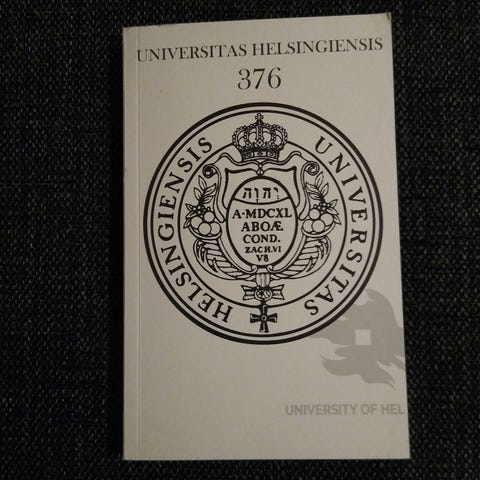 UNIVERSITAS HELSINGIENSIS
376
UNIVERSITAS
HELSINGIENSIS
יהוה
A·MDCXL
ABOÆ
COND.
ZACH.VI
V8
UNIVERSITY OF HEL